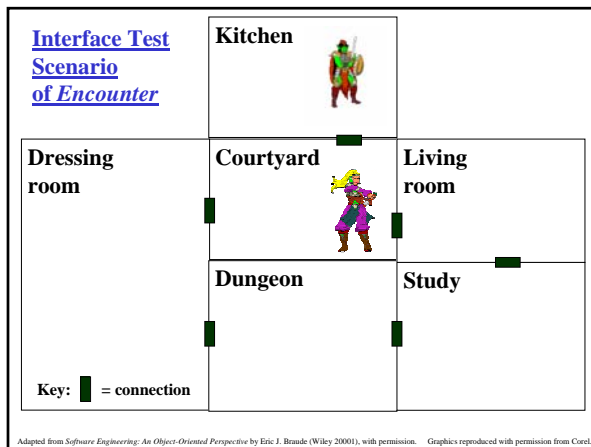 Interface Test
Scenario
of Encounter
Kitchen
Dressing
room
Courtyard
Living
room
Dungeon
Study
Key: = connection
Adapted from Software Engineering: An Object-Oriented Perspective by Eric J. Braude (Wiley 20001), with permission. Graphics reproduced with permission from Corel.